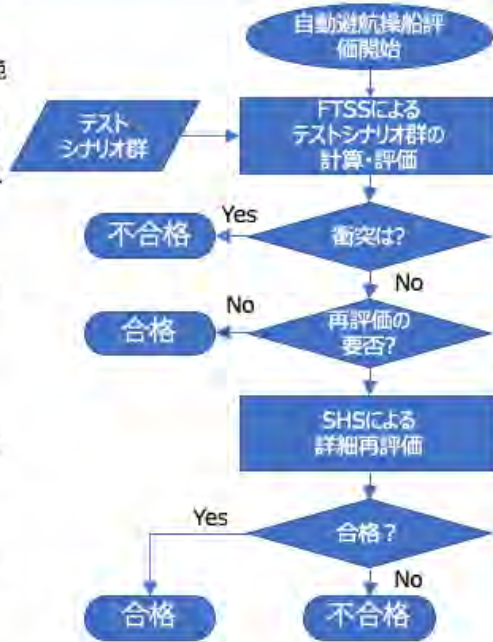 自動避航操船評
価開始
テスト
シナリオ群
FTSSによる
テストシナリオ群の
計算・評価
Yes
不合格
衝突は?
No
No
合格
再評価の
要否?
SHSによる
詳細再評価
Yes
合格？
No
合格
不合格